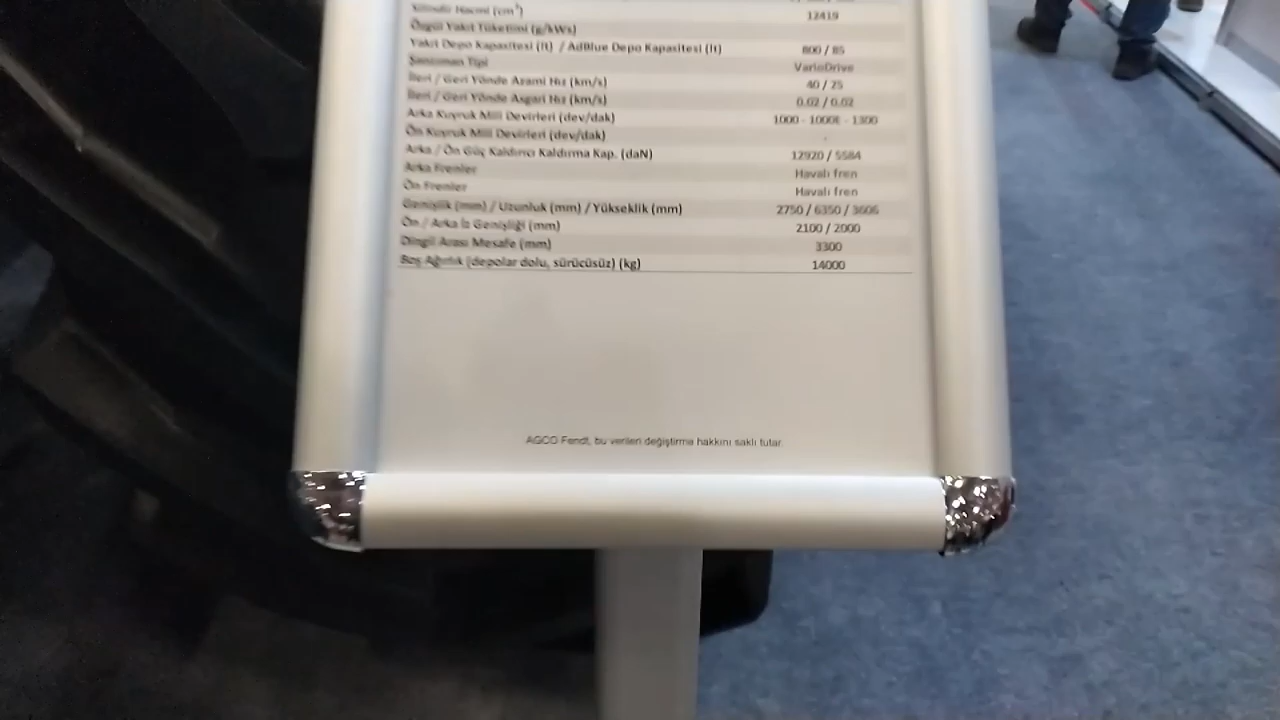 Silindir Hacmi (cm³) 12419
Özgül Yakıt Tüketimi (g/kWs)
Yakıt Depo Kapasitesi (lt) / AdBlue Depo Kapasitesi (lt) 800 / 85
Şanzıman Tipi VarioDrive
İleri / Geri Yönde Azami Hız (km/s) 40 / 25
İleri / Geri Yönde Asgari Hız (km/s) 0.02 / 0.02
Arka Kuyruk Mili Devirleri (dev/dak) 1000 - 1000E - 1300
Ön Kuyruk Mili Devirleri (dev/dak) -
Arka / Ön Güç Kaldırıcı Kaldırma Kap. (daN) 12920 / 5584
Arka Frenler Havalı fren
Ön Frenler Havalı fren
Genişlik (mm) / Uzunluk (mm) / Yükseklik (mm) 2750 / 6350 / 3606
Ön / Arka İz Genişliği (mm) 2100 / 2000
Dingil Arası Mesafe (mm) 3300
Boş Ağırlık (depolar dolu, sürücüsüz) (kg) 14000
AGCO Fendt, bu verileri değiştirme hakkını saklı tutar